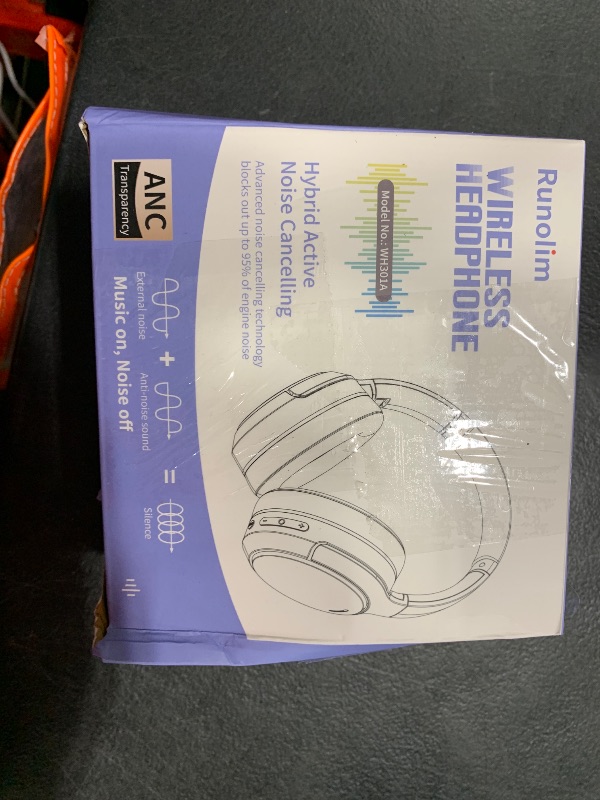 Runolim
WIRELESS
HEADPHONE
Model No.: WH301A
Hybrid Active
Noise Cancelling
Advanced noise cancelling technology
blocks out up to 95% of engine noise
ANC
Transparency
External noise
+
Anti-noise sound
=
Silence
Music on, Noise off